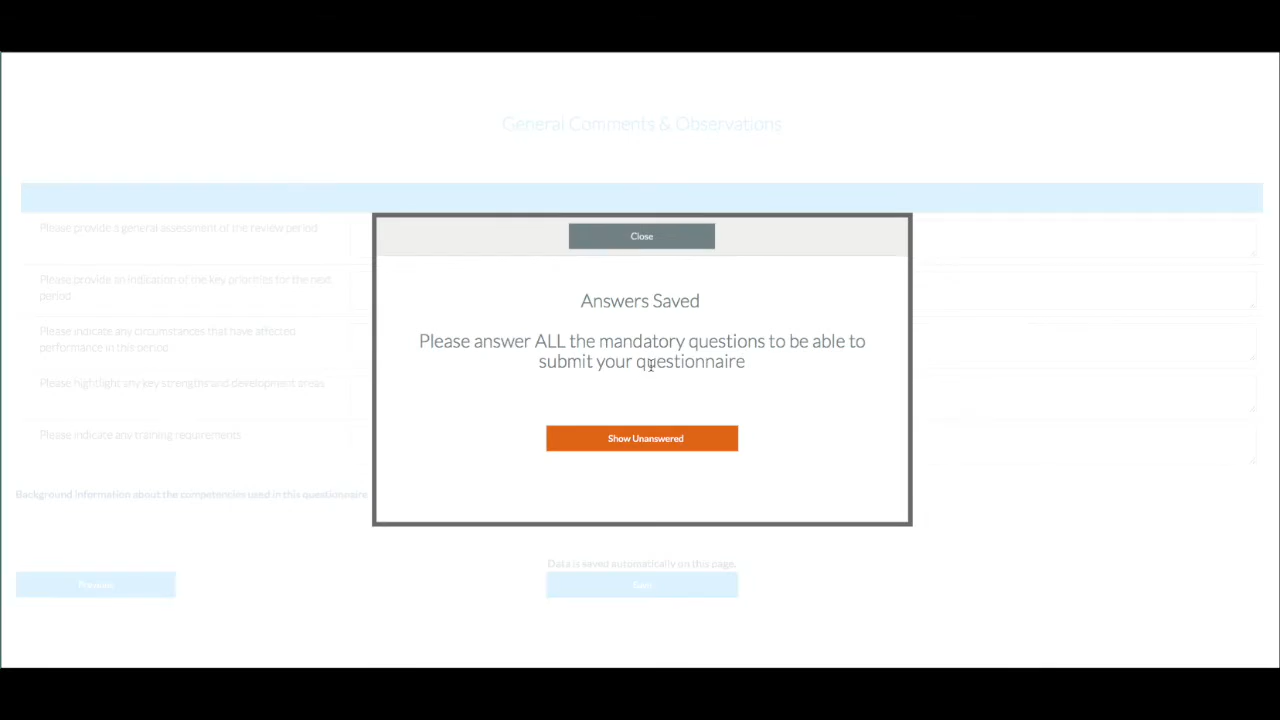 General Comments & Observations
Please provide a general assessment of the review period
Please provide an indication of the key priorities for the next
period
Please indicate any circumstances that have affected
performance in this period
Please hightlight any key strengths and development areas
Please indicate any training requirements
Background information about the competencies used in this questionnaire
Close
Answers Saved
Please answer ALL the mandatory questions to be able to
submit your questionnaire
Show Unanswered
Data is saved automatically on this page.
Previous
Save